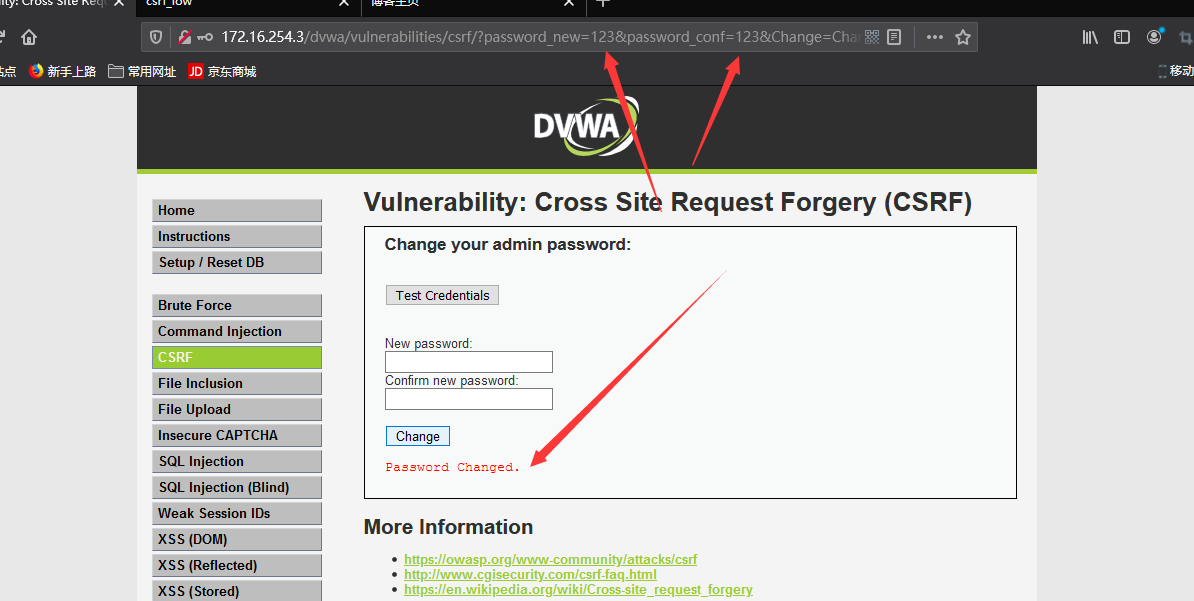 ity: Cross Site Requ
csrf_low
博客主页
172.16.254.3/dvwa/vulnerabilities/csrf/?password_new=123&password_conf=123&Change=Cha
站点
新手上路
常用网址
JD 京东商城
移动
DVWA
Vulnerability: Cross Site Request Forgery (CSRF)
Home
Instructions
Setup / Reset DB
Brute Force
Command Injection
CSRF
File Inclusion
File Upload
Insecure CAPTCHA
SQL Injection
SQL Injection (Blind)
Weak Session IDs
XSS (DOM)
XSS (Reflected)
XSS (Stored)
Change your admin password:
Test Credentials
New password:
Confirm new password:
Change
Password Changed.
More Information
https://owasp.org/www-community/attacks/csrf
http://www.cgisecurity.com/csrf-faq.html
https://en.wikipedia.org/wiki/Cross-site_request_forgery